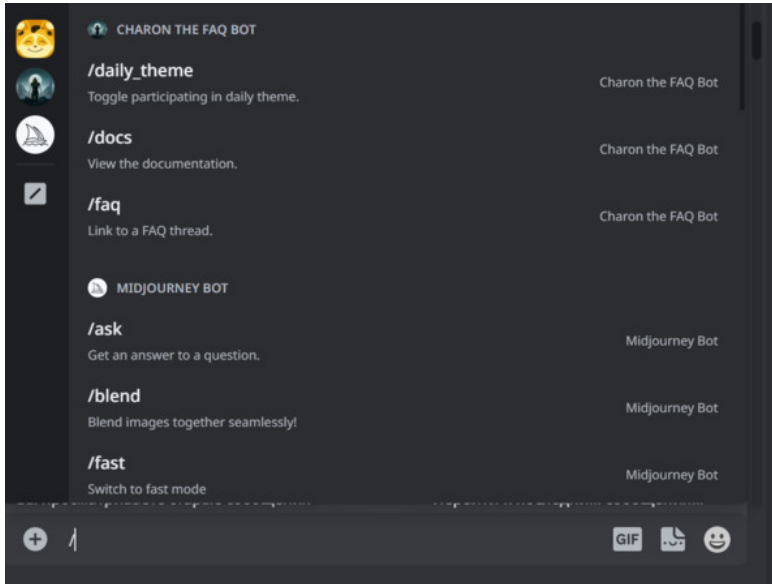 CHARON THE FAQ BOT
/daily_theme
Charon the FAQ Bot
Toggle participating in daily theme.
/docs
Charon the FAQ Bot
View the documentation.
/faq
Charon the FAQ Bot
Link to a FAQ thread.
MIDJOURNEY BOT
/ask
Midjourney Bot
Get an answer to a question.
/blend
Midjourney Bot
Blend images together seamlessly!
/fast
Midjourney Bot
Switch to fast mode
/
GIF